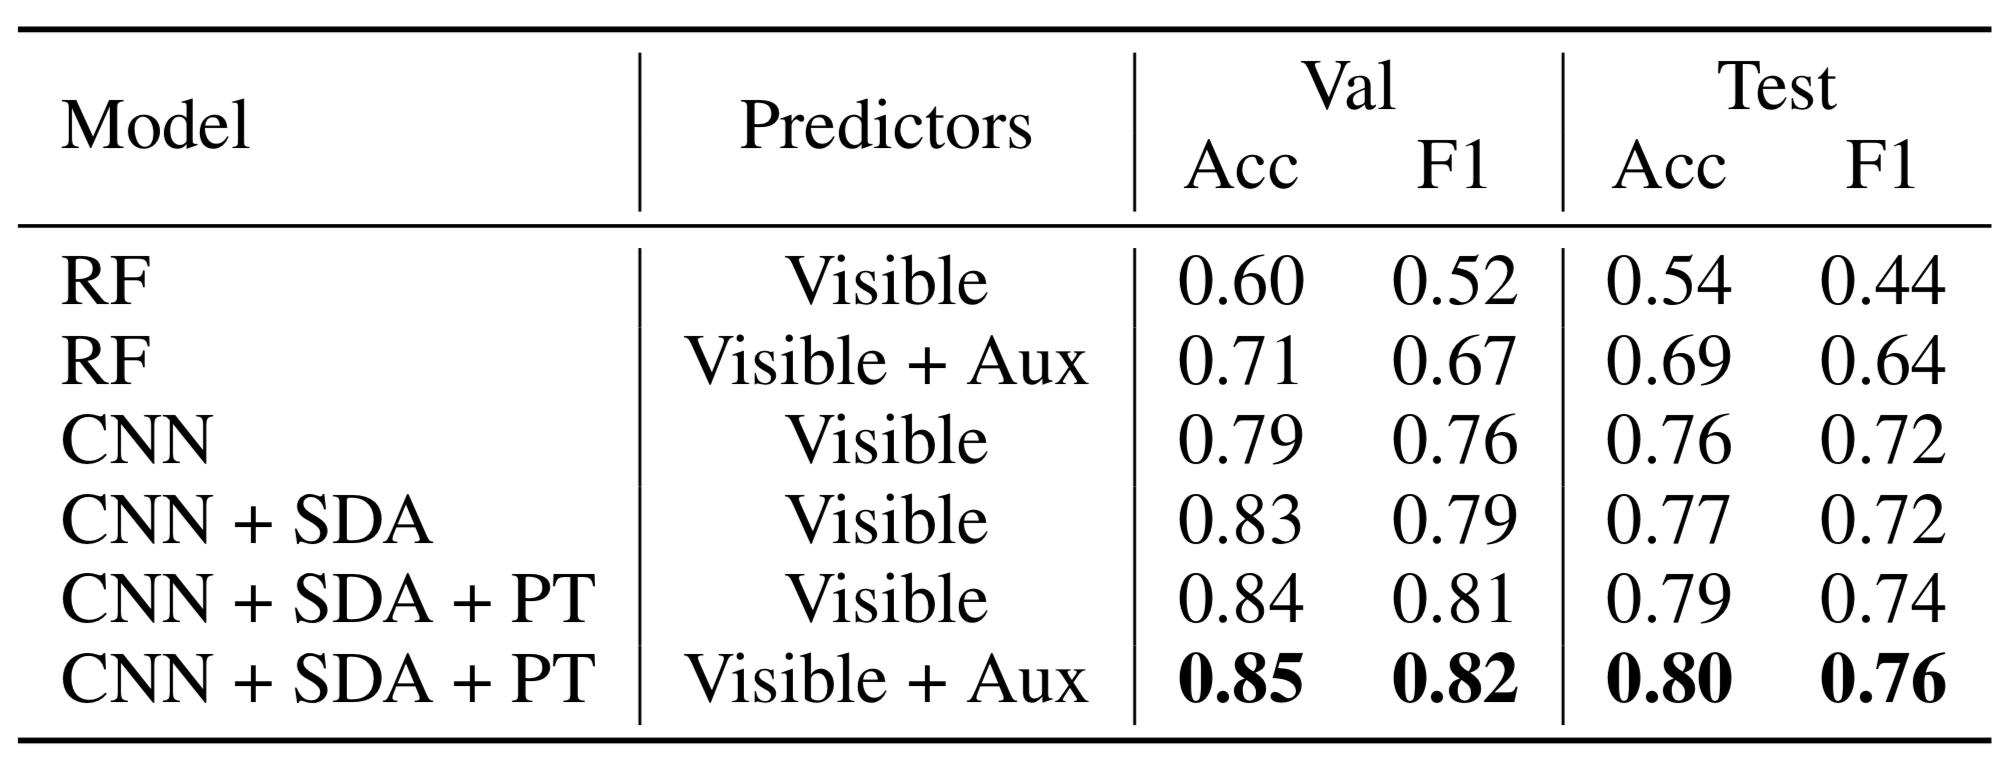 Model Predictors Val Test
Acc F1 Acc F1
RF Visible 0.60 0.52 0.54 0.44
RF Visible + Aux 0.71 0.67 0.69 0.64
CNN Visible 0.79 0.76 0.76 0.72
CNN + SDA Visible 0.83 0.79 0.77 0.72
CNN + SDA + PT Visible 0.84 0.81 0.79 0.74
CNN + SDA + PT Visible + Aux 0.85 0.82 0.80 0.76